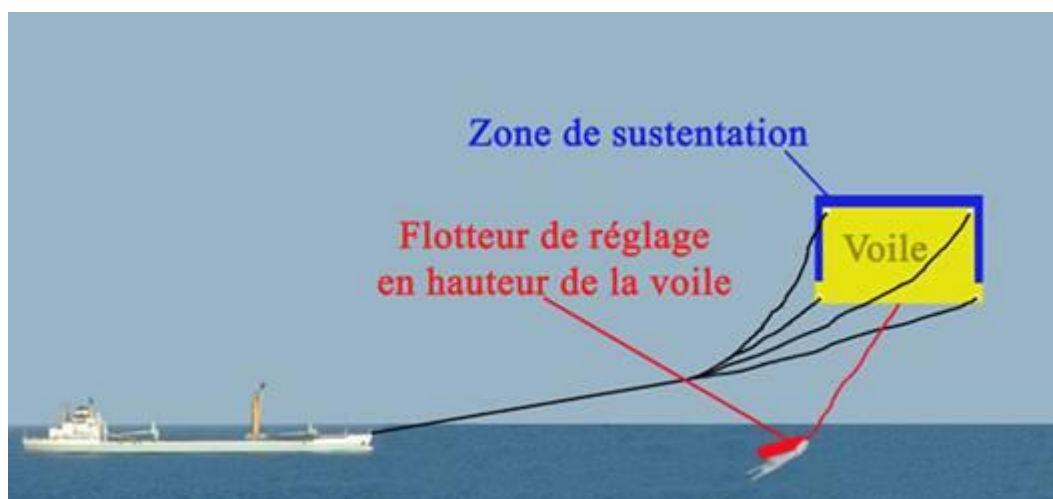 Zone de sustentation
Flotteur de réglage
en hauteur de la voile
Voile